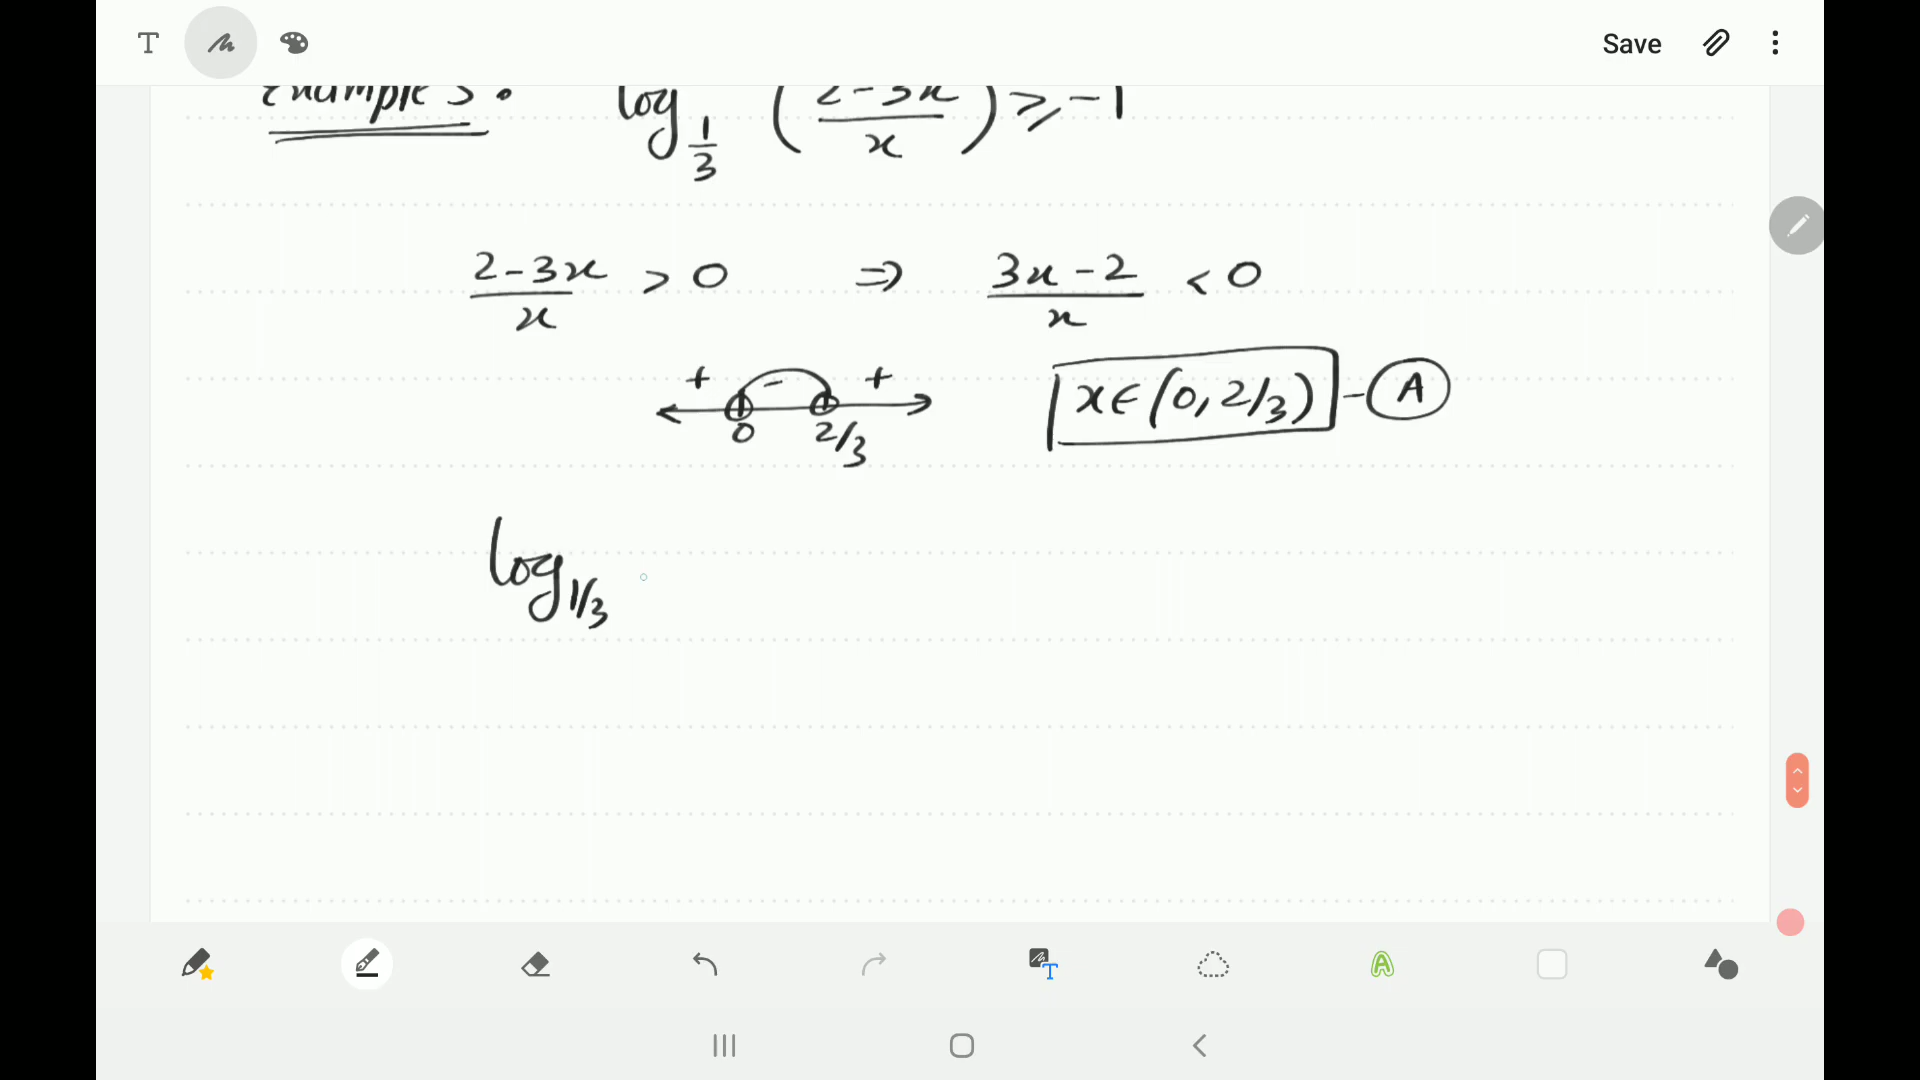 Save
Example 3: log_{1/3} ((2-3x)/x) ≥ -1
(2-3x)/x > 0 ⇒ (3x-2)/x < 0
+ - +
0 2/3
x∈(0, 2/3) - A
log_{1/3}